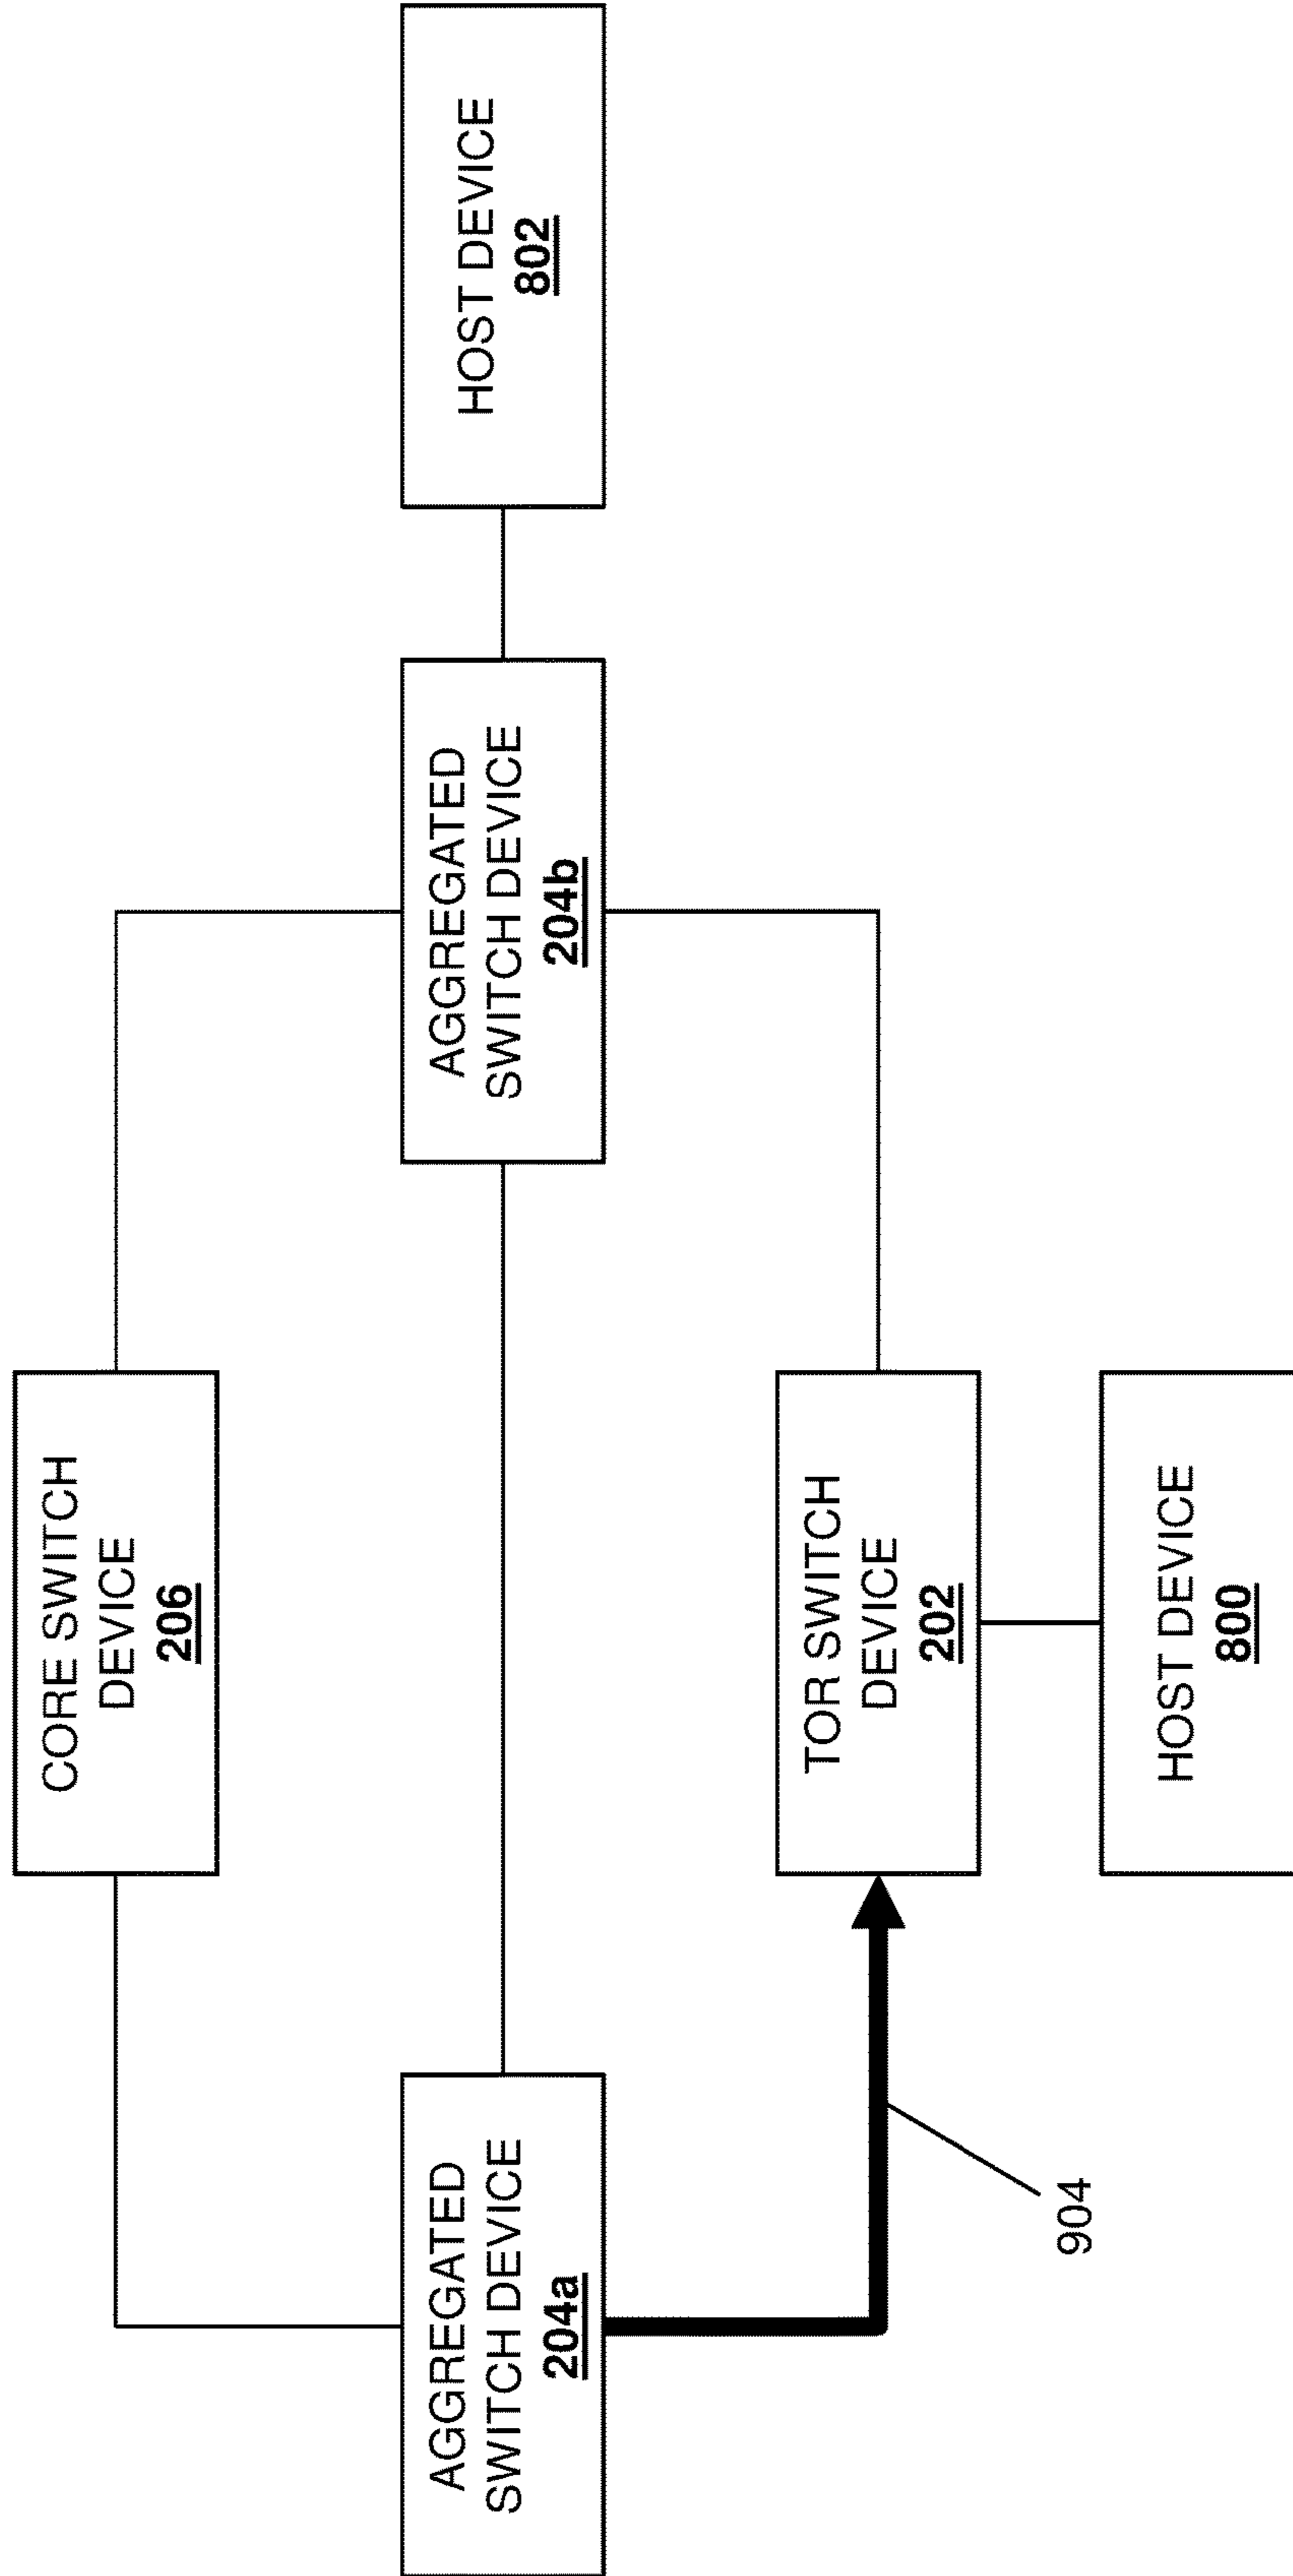 CORE SWITCH
DEVICE
206
AGGREGATED
SWITCH DEVICE
204a
AGGREGATED
SWITCH DEVICE
204b
HOST DEVICE
802
TOR SWITCH
DEVICE
202
904
HOST DEVICE
800